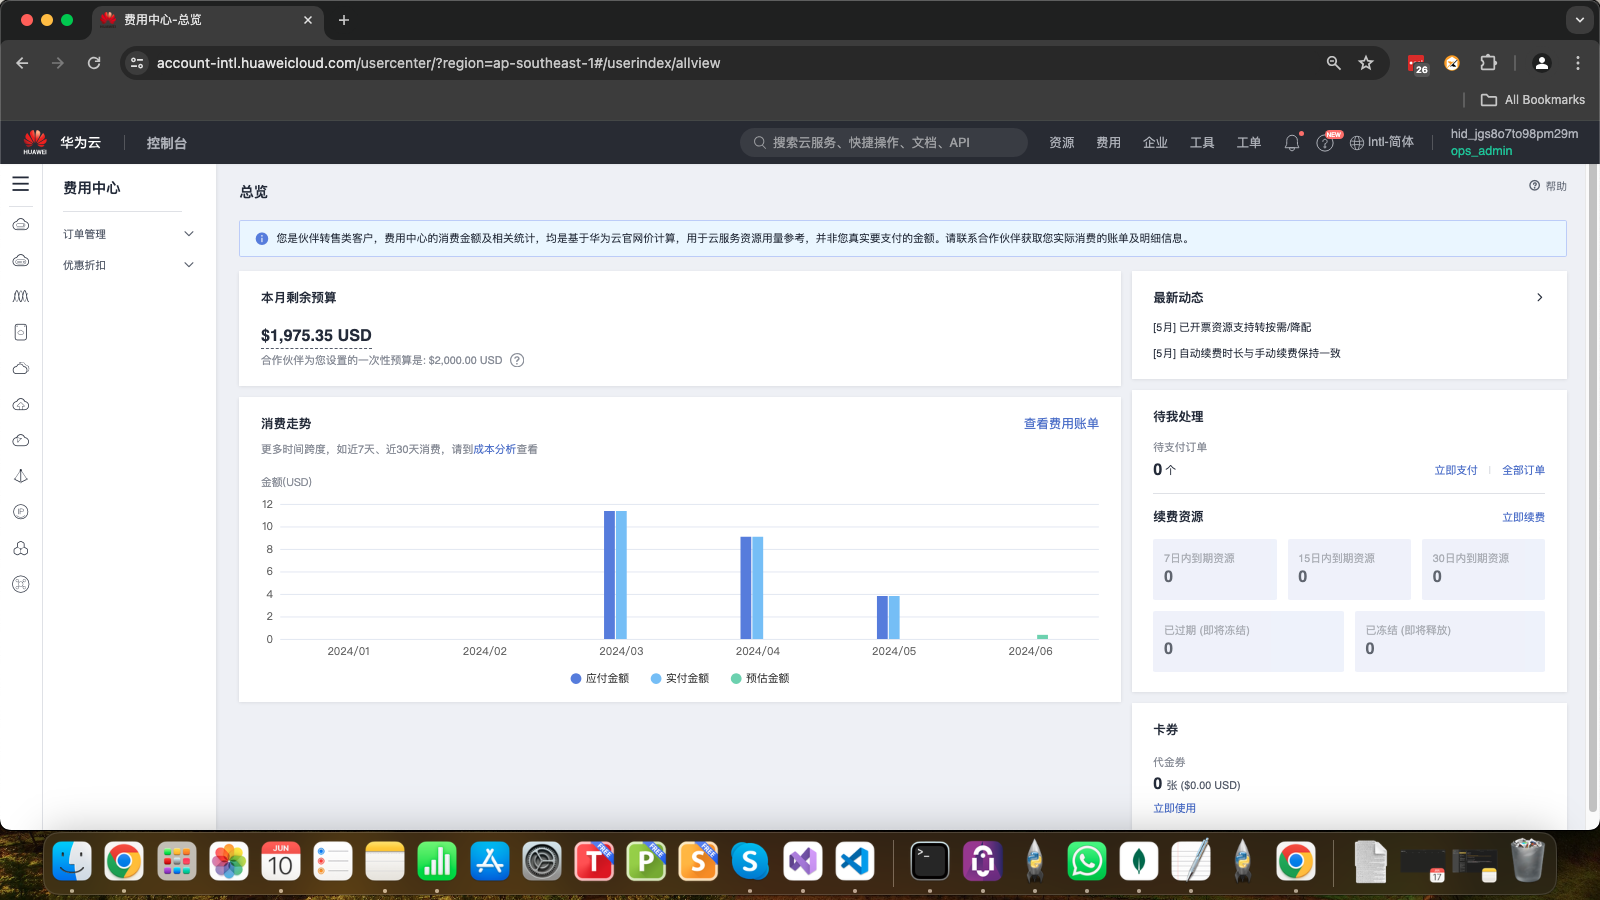 费用中心-总览
account-intl.huaweicloud.com/usercenter/?region=ap-southeast-1#/userindex/allview
26
All Bookmarks
HUAWEI
华为云
控制台
搜索云服务、快捷操作、文档、API
资源
费用
企业
工具
工单
NEW
Intl-简体
hid_jgs8o7to98pm29m
ops_admin
费用中心
订单管理
优惠折扣
IP
总览
帮助
您是伙伴转售类客户，费用中心的消费金额及相关统计，均是基于华为云官网价计算，用于云服务资源用量参考，并非您真实要支付的金额。请联系合作伙伴获取您实际消费的账单及明细信息。
本月剩余预算
$1,975.35 USD
合作伙伴为您设置的一次性预算是: $2,000.00 USD
最新动态
[5月] 已开票资源支持转按需/降配
[5月] 自动续费时长与手动续费保持一致
消费走势
查看费用账单
更多时间跨度，如近7天、近30天消费，请到成本分析查看
金额(USD)
12
10
8
6
4
2
0
2024/01
2024/02
2024/03
2024/04
2024/05
2024/06
应付金额
实付金额
预估金额
待我处理
待支付订单
0 个
立即支付
全部订单
续费资源
立即续费
7日内到期资源
0
15日内到期资源
0
30日内到期资源
0
已过期 (即将冻结)
0
已冻结 (即将释放)
0
卡券
代金券
0 张 ($0.00 USD)
立即使用
JUN
10
T
FREE
P
FREE
S
FREE
S
17